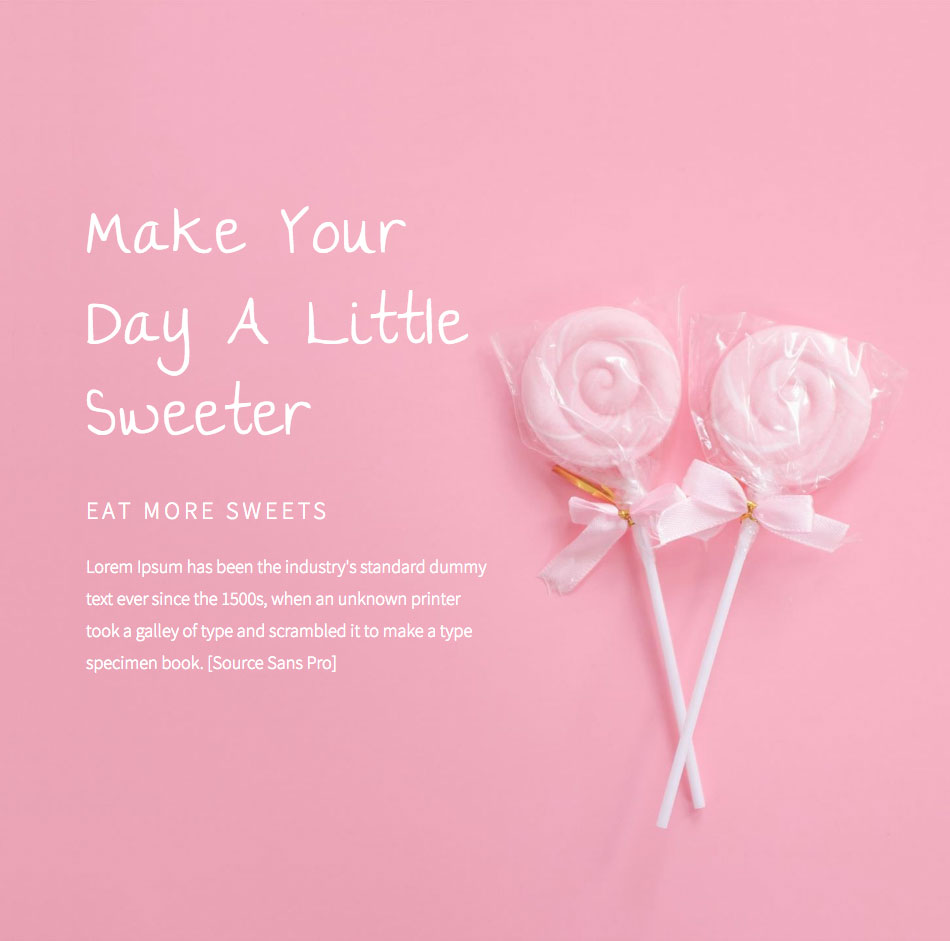 Make Your
Day A Little
Sweeter
EAT MORE SWEETS
Lorem Ipsum has been the industry's standard dummy
text ever since the 1500s, when an unknown printer
took a galley of type and scrambled it to make a type
specimen book. [Source Sans Pro]